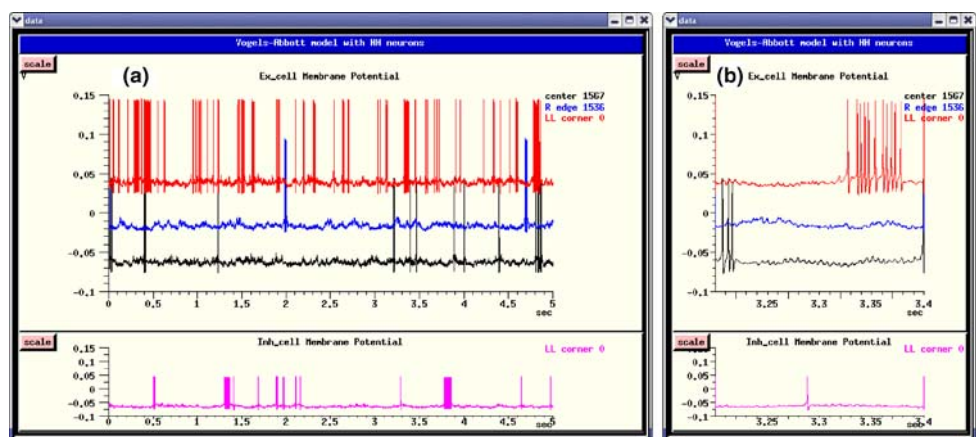 data
Vogels-Abbott model with HH neurons
scale
(a)
Ex_cell Membrane Potential
center 1567
R edge 1536
LL corner 0
0.15
0.1
0.05
0
-0.05
-0.1
0 0.5 1 1.5 2 2.5 3 3.5 4 4.5 5
sec
scale
Inh_cell Membrane Potential
LL corner 0
0.15
0.05
-0.05
-0.1
0 0.5 1 1.5 2 2.5 3 3.5 4 4.5 5
sec
data
Vogels-Abbott model with HH neurons
scale
(b)
Ex_cell Membrane Potential
center 1567
R edge 1536
LL corner 0
0.15
0.1
0.05
0
-0.05
-0.1
3.25 3.3 3.35 3.4
sec
scale
Inh_cell Membrane Potential
LL corner 0
0.15
0.05
-0.05
-0.1
3.25 3.3 3.35 3.4
sec